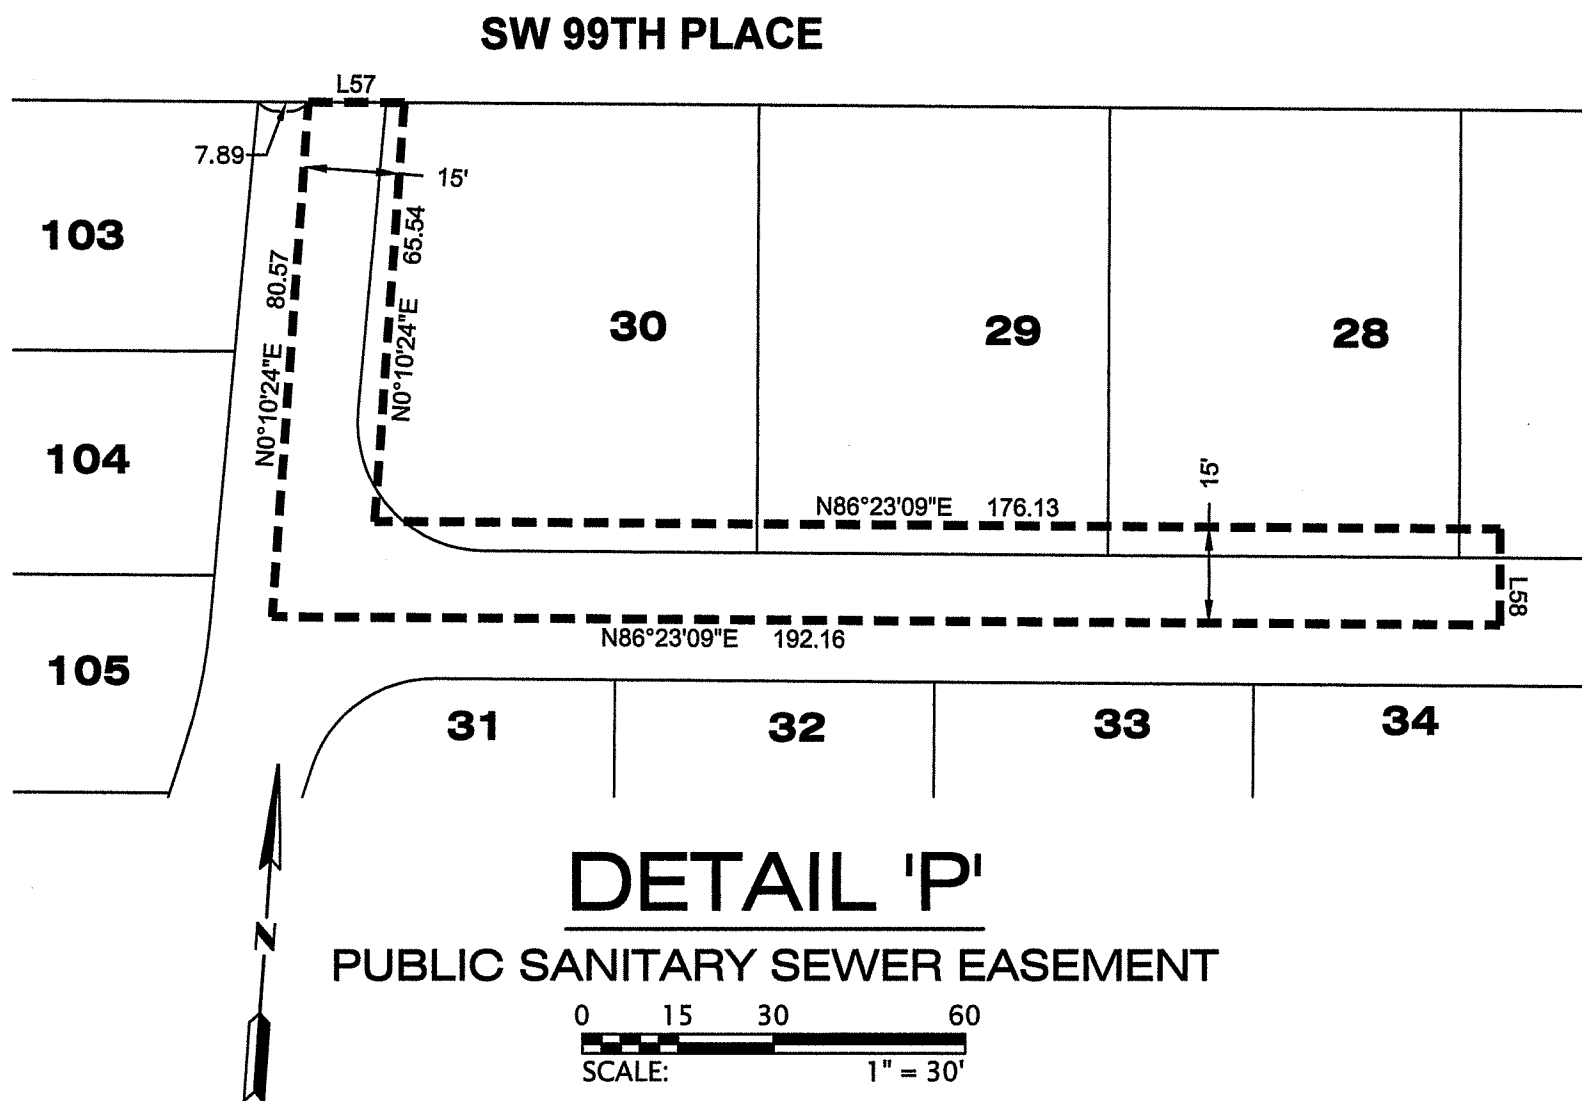 SW 99TH PLACE
L57
7.89
15'
103
N0°10'24"E 80.57
N0°10'24"E 65.54
30
29
28
104
15'
N86°23'09"E 176.13
L58
N86°23'09"E 192.16
105
31
32
33
34
N
DETAIL 'P'
PUBLIC SANITARY SEWER EASEMENT
0 15 30 60
SCALE: 1" = 30'